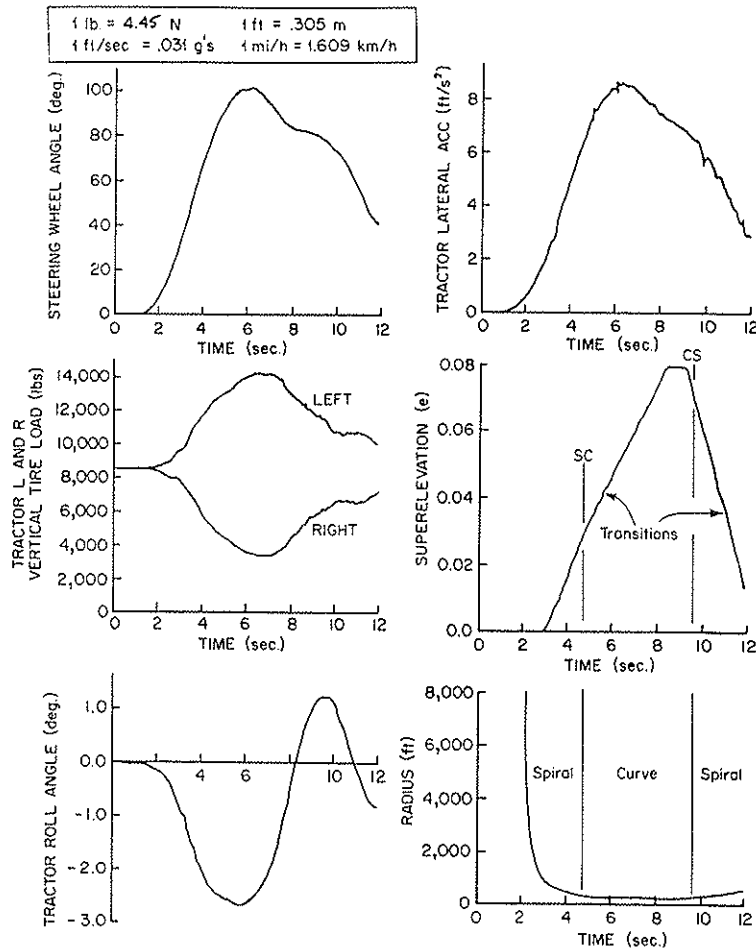 1 lb. = 4.45 N 1 ft = .305 m
1 ft/sec = .031 g's 1 mi/h = 1.609 km/h
STEERING WHEEL ANGLE (deg.)
100
80
60
40
20
0
0 2 4 6 8 10 12
TIME (sec.)
TRACTOR LATERAL ACC (ft/s²)
8
6
4
2
0
0 2 4 6 8 10 12
TIME (sec.)
TRACTOR L AND R
VERTICAL TIRE LOAD (lbs)
14,000
12,000
10,000
8,000
6,000
4,000
2,000
0
LEFT
RIGHT
0 2 4 6 8 10 12
TIME (sec.)
SUPERELEVATION (e)
0.08
0.06
0.04
0.02
0.0
SC
CS
Transitions
0 2 4 6 8 10 12
TIME (sec.)
TRACTOR ROLL ANGLE (deg.)
1.0
0.0
-1.0
-2.0
-3.0
4 6 8 10 12
TIME (sec.)
RADIUS (ft)
8,000
6,000
4,000
2,000
0
Spiral
Curve
Spiral
0 2 4 6 8 10 12
TIME (sec.)